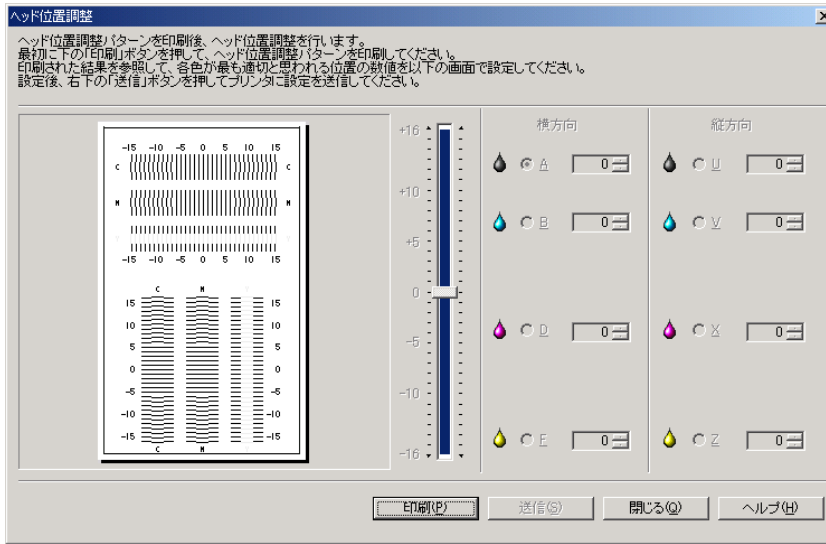 ヘッド位置調整
ヘッド位置調整パターンを印刷後、ヘッド位置調整を行います。
最初に下の「印刷」ボタンを押して、ヘッド位置調整パターンを印刷してください。
印刷された結果を参照して、各色が最も適切と思われる位置の数値を以下の画面で設定してください。
設定後、右下の「送信」ボタンを押してプリンタに設定を送信してください。
-15 -10 -5 0 5 10 15
C C
M M
Y Y
-15 -10 -5 0 5 10 15
C M Y
15 15
10 10
5 5
0 0
-5 -5
-10 -10
-15 -15
C M
+16
+10
+5
0
-5
-10
-16
横方向
A 0
B 0
D 0
E 0
縦方向
U 0
V 0
X 0
Z 0
印刷(P) 送信(S) 閉じる(Q) ヘルプ(H)